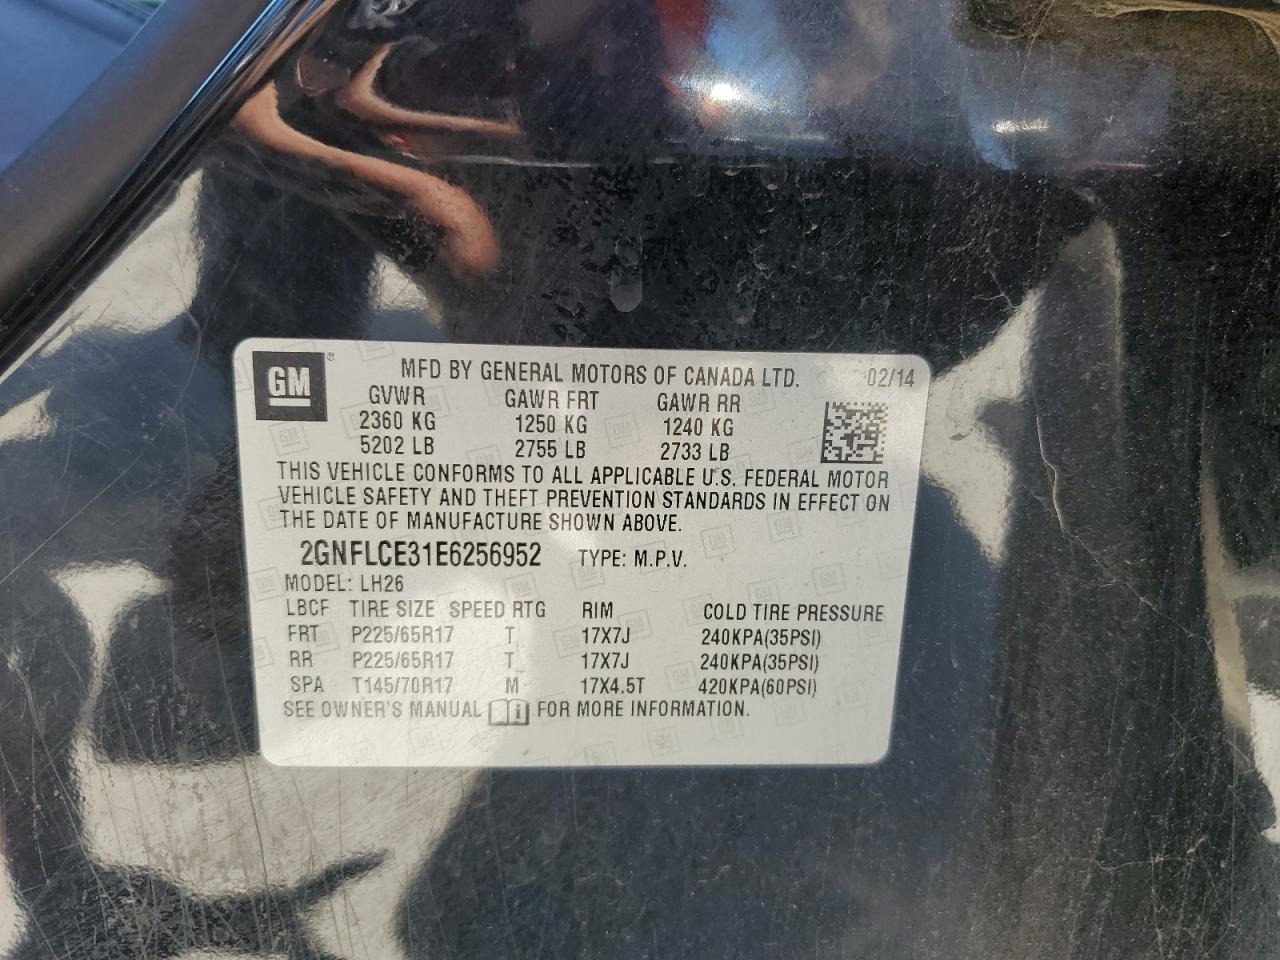 GM
MFD BY GENERAL MOTORS OF CANADA LTD. 02/14
GVWR GAWR FRT GAWR RR
2360 KG 1250 KG 1240 KG
5202 LB 2755 LB 2733 LB
THIS VEHICLE CONFORMS TO ALL APPLICABLE U.S. FEDERAL MOTOR
VEHICLE SAFETY AND THEFT PREVENTION STANDARDS IN EFFECT ON
THE DATE OF MANUFACTURE SHOWN ABOVE.
2GNFLCE31E6256952 TYPE: M.P.V.
MODEL: LH26
LBCF TIRE SIZE SPEED RTG RIM COLD TIRE PRESSURE
FRT P225/65R17 T 17X7J 240KPA(35PSI)
RR P225/65R17 T 17X7J 240KPA(35PSI)
SPA T145/70R17 M 17X4.5T 420KPA(60PSI)
SEE OWNER'S MANUAL FOR MORE INFORMATION.